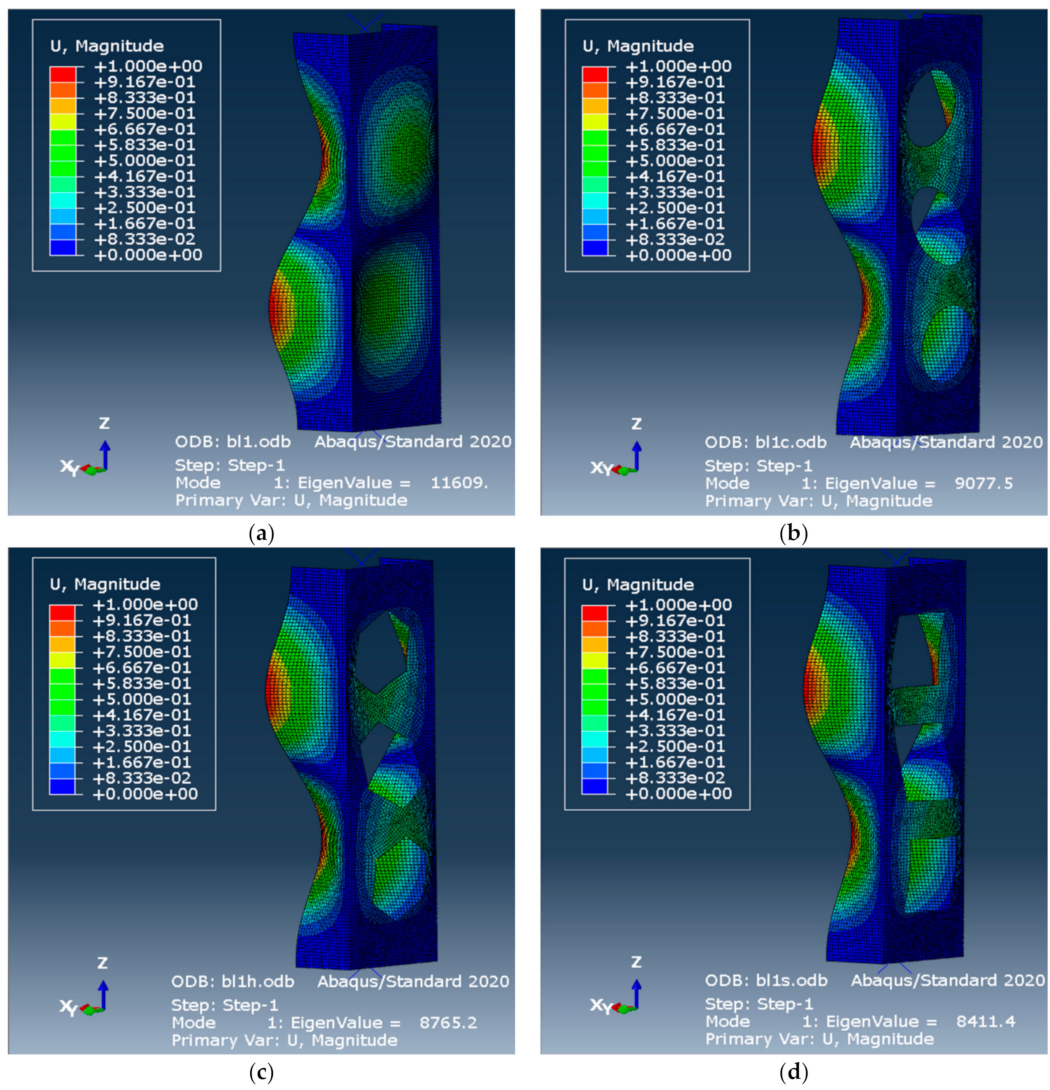 U, Magnitude
+1.000e+00
+9.167e-01
+8.333e-01
+7.500e-01
+6.667e-01
+5.833e-01
+5.000e-01
+4.167e-01
+3.333e-01
+2.500e-01
+1.667e-01
+8.333e-02
+0.000e+00
Z
X Y
ODB: bl1.odb Abaqus/Standard 2020
Step: Step-1
Mode 1: EigenValue = 11609.
Primary Var: U, Magnitude
(a)
U, Magnitude
+1.000e+00
+9.167e-01
+8.333e-01
+7.500e-01
+6.667e-01
+5.833e-01
+5.000e-01
+4.167e-01
+3.333e-01
+2.500e-01
+1.667e-01
+8.333e-02
+0.000e+00
Z
X Y
ODB: bl1c.odb Abaqus/Standard 2020
Step: Step-1
Mode 1: EigenValue = 9077.5
Primary Var: U, Magnitude
(b)
U, Magnitude
+1.000e+00
+9.167e-01
+8.333e-01
+7.500e-01
+6.667e-01
+5.833e-01
+5.000e-01
+4.167e-01
+3.333e-01
+2.500e-01
+1.667e-01
+8.333e-02
+0.000e+00
Z
X Y
ODB: bl1h.odb Abaqus/Standard 2020
Step: Step-1
Mode 1: EigenValue = 8765.2
Primary Var: U, Magnitude
(c)
U, Magnitude
+1.000e+00
+9.167e-01
+8.333e-01
+7.500e-01
+6.667e-01
+5.833e-01
+5.000e-01
+4.167e-01
+3.333e-01
+2.500e-01
+1.667e-01
+8.333e-02
+0.000e+00
Z
X Y
ODB: bl1s.odb Abaqus/Standard 2020
Step: Step-1
Mode 1: EigenValue = 8411.4
Primary Var: U, Magnitude
(d)